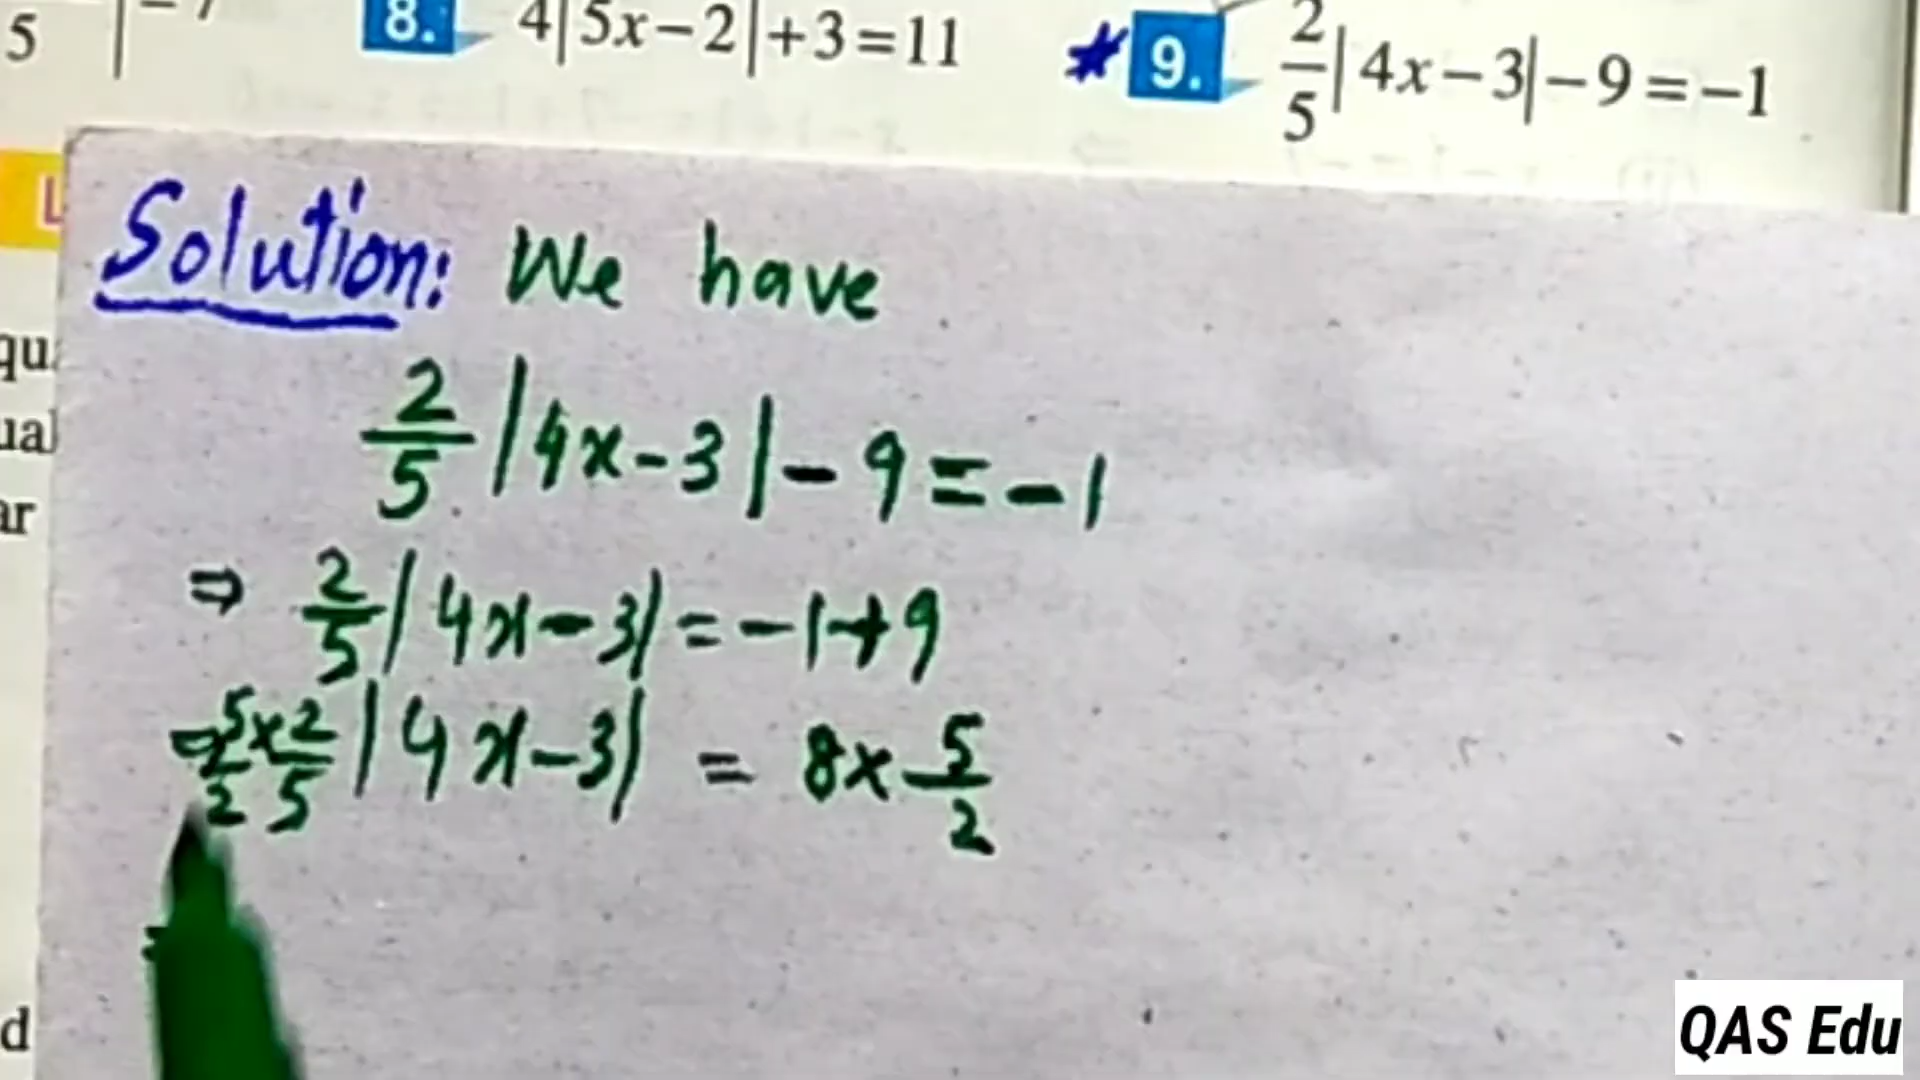 5 | = 7
8. 4|5x−2|+3=11
* 9. 2/5|4x−3|−9=−1
L
Solution: We have
qu
ual
2/5 |4x-3|-9=-1
ar
⇒ 2/5 |4x-3|=-1+9
⇒ 5/2 x 2/5 |4x-3| = 8x 5/2
d
QAS Edu